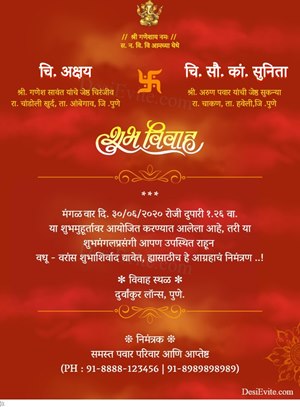 || श्री गणेशाय नमः ||
स. न. वि. वि आमच्या येथे
चि. अक्षय
चि. सौ. कां. सुनिता
श्री. गणेश सावंत यांचे जेष्ठ चिरंजीव
रा. चांडोली खुर्द, ता. आंबेगाव, जि .पुणे
श्री. अरुण पवार यांची जेष्ठ सुकन्या
रा. चाकण, ता. हवेली,जि .पुणे
शुभ विवाह
***
मंगळ वार दि. ३०/०६/२०२० रोजी दुपारी १.२६ वा.
या शुभमुहूर्तावर आयोजित करण्यात आलेला आहे, तरी या
शुभमंगलप्रसंगी आपण उपस्थित राहून
वधू - वरांस शुभाशिर्वाद द्यावेत, ह्यासाठीच हे आग्रहाचं निमंत्रण ..!
* विवाह स्थळ *
दुर्वांकुर लॉन्स, पुणे.
* निमंत्रक *
समस्त पवार परिवार आणि आप्तेष्ट
(PH : 91-8888-123456 | 91-8989898989)
DesiEvite.com